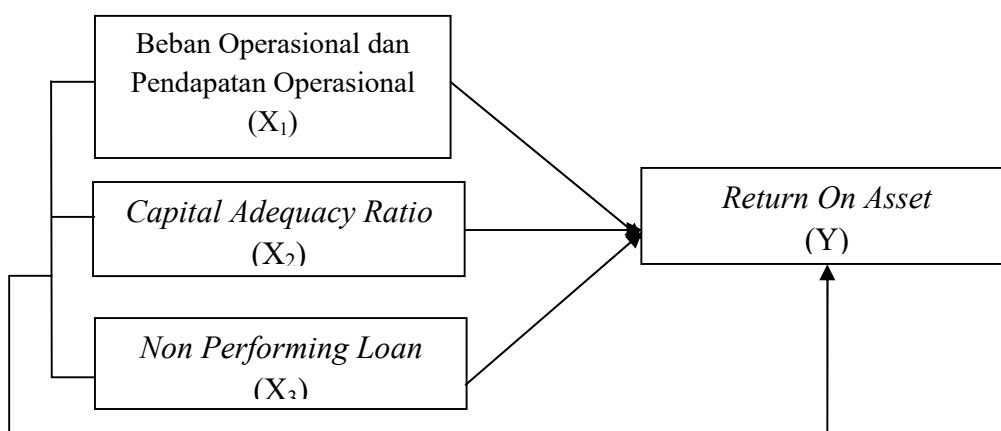 Beban Operasional dan
Pendapatan Operasional
(X₁)
Capital Adequacy Ratio
(X₂)
Non Performing Loan
(X₃)
Return On Asset
(Y)